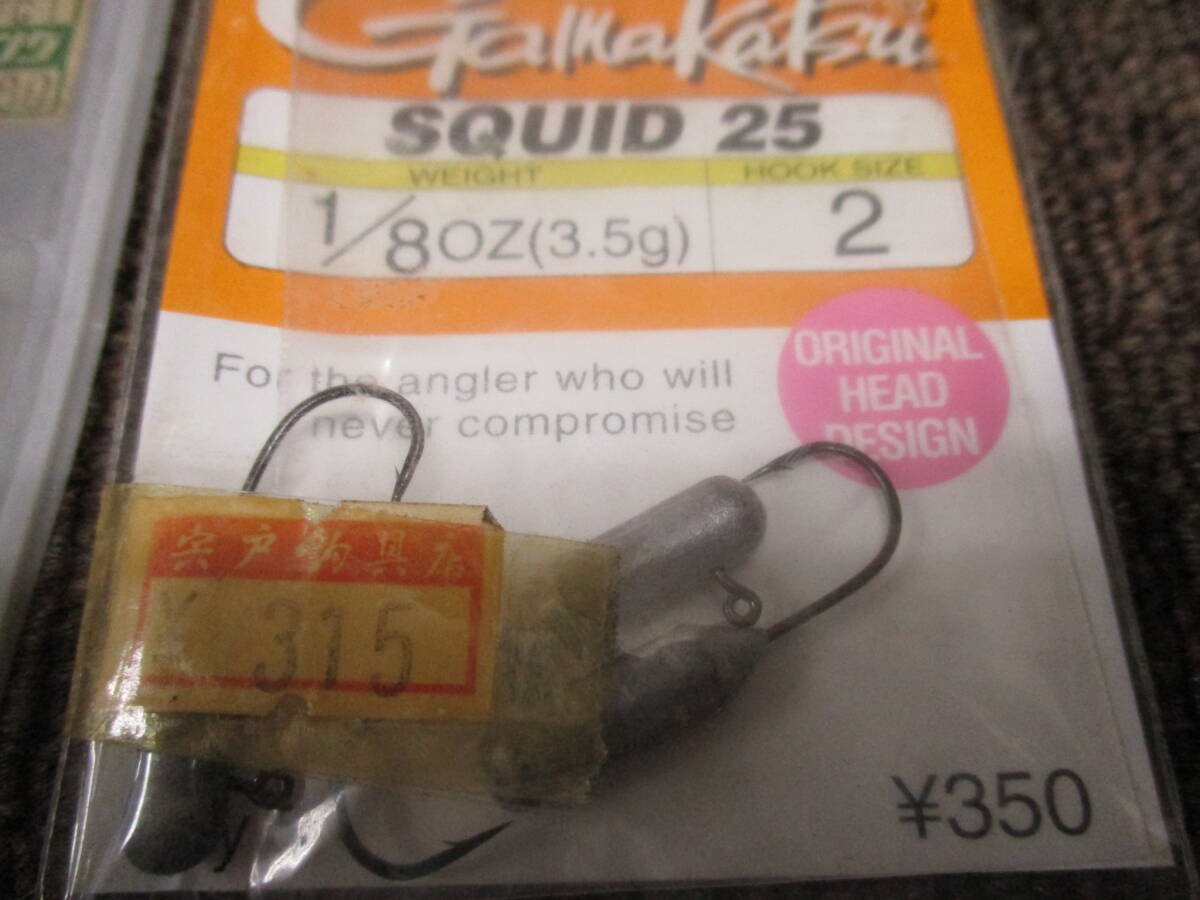 Gamakatsu
SQUID 25
WEIGHT HOOK SIZE
1/8OZ(3.5g) 2
For the angler who will
never compromise
ORIGINAL
HEAD
DESIGN
宍戸釣具店
¥ 315
¥350